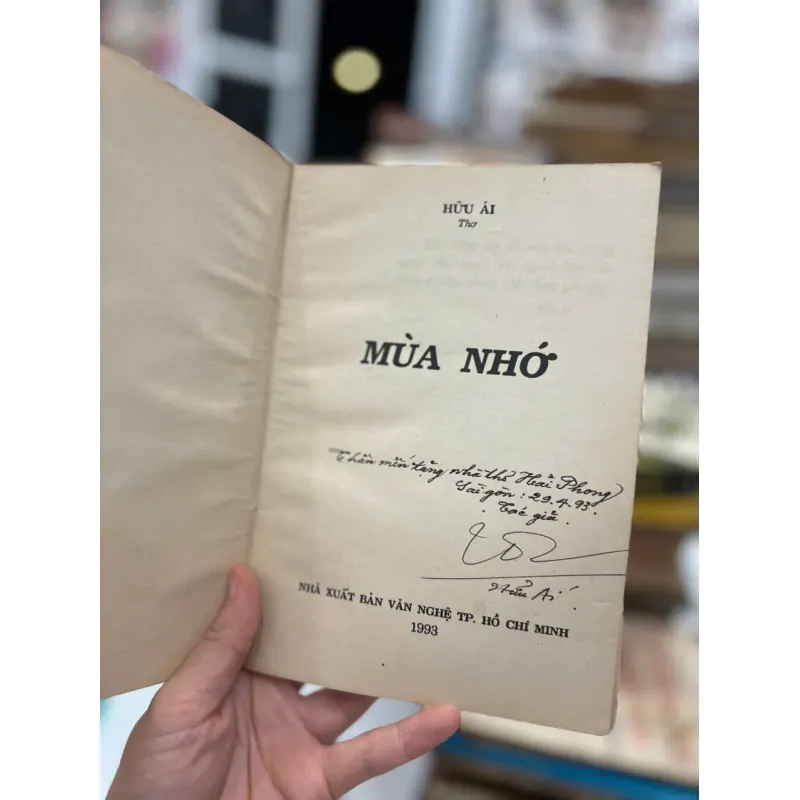 HỮU ÁI
Thơ
MÙA NHỚ
Thân mến tặng nhà thơ Hải Phong
Sài gòn : 29.4.93.
. Tác giả .
Hữu Ái .
NHÀ XUẤT BẢN VĂN NGHỆ TP. HỒ CHÍ MINH
1993